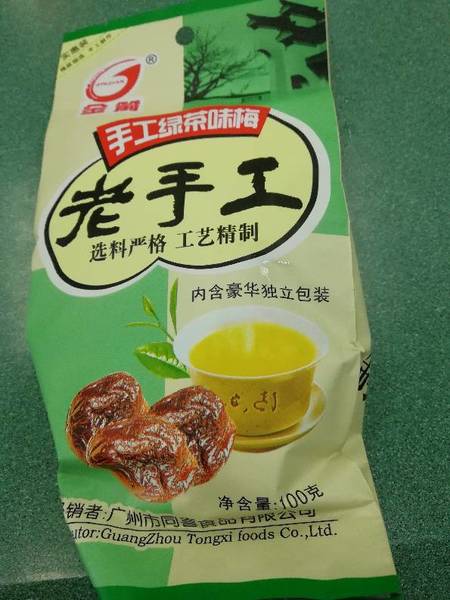 ®
金箭
手工绿茶味梅
老手工
选料严格 工艺精制
内含豪华独立包装
净含量:100克
销者:广州市同喜食品有限公司
utor:GuangZhou Tongxi foods Co.,Ltd.